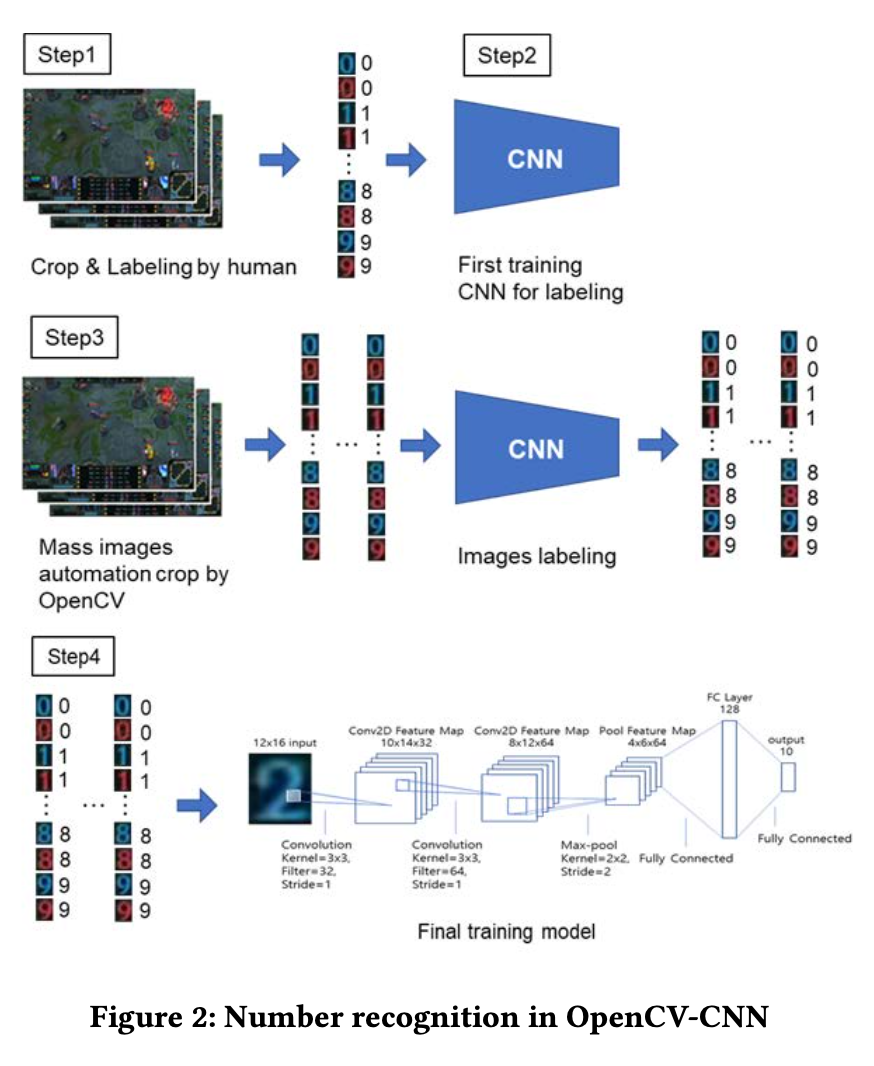 Step1
0 0
0 0
1 1
1 1
8 8
8 8
9 9
9 9
Crop & Labeling by human
Step2
CNN
First training
CNN for labeling
Step3
0 0
0 0
1 1
1 1
8 8
8 8
9 9
9 9
Mass images
automation crop by
OpenCV
CNN
Images labeling
0 0 0 0
0 0 0 0
1 1 1 1
1 1 1 1
8 8 8 8
8 8 8 8
9 9 9 9
9 9 9 9
Step4
0 0 0 0
0 0 0 0
1 1 1 1
1 1 1 1
8 8 8 8
8 8 8 8
9 9 9 9
9 9 9 9
12x16 input
2
Conv2D Feature Map
10x14x32
Conv2D Feature Map
8x12x64
Pool Feature Map
4x6x64
FC Layer
128
output
10
Convolution
Kernel=3x3,
Filter=32,
Stride=1
Convolution
Kernel=3x3,
Filter=64,
Stride=1
Max-pool
Kernel=2x2,
Stride=2
Fully Connected
Fully Connected
Final training model
Figure 2: Number recognition in OpenCV-CNN